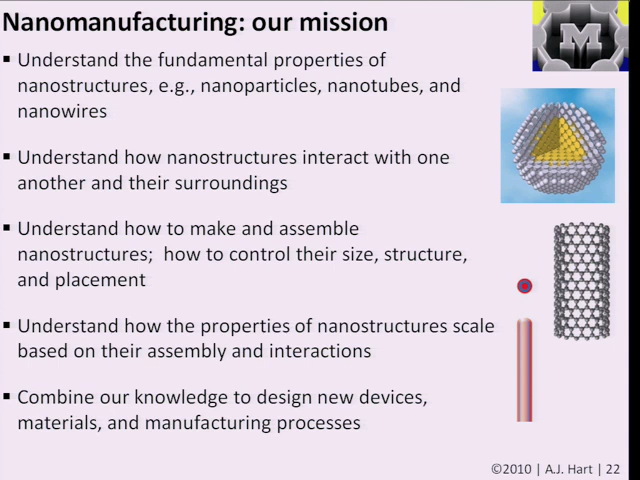 Nanomanufacturing: our mission
▪ Understand the fundamental properties of
nanostructures, e.g., nanoparticles, nanotubes, and
nanowires
▪ Understand how nanostructures interact with one
another and their surroundings
▪ Understand how to make and assemble
nanostructures;  how to control their size, structure,
and placement
▪ Understand how the properties of nanostructures scale
based on their assembly and interactions
▪ Combine our knowledge to design new devices,
materials, and manufacturing processes
M
©2010 | A.J. Hart | 22